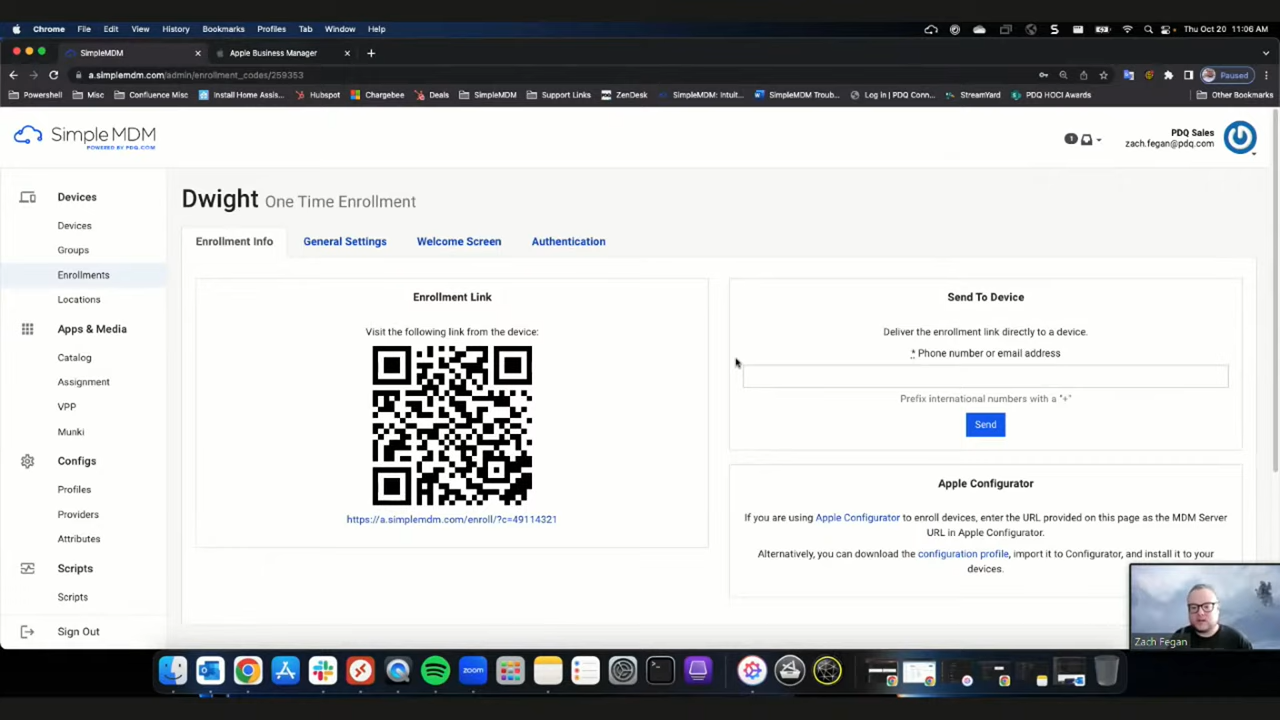 Chrome File Edit View History Bookmarks Profiles Tab Window Help
Thu Oct 20 11:06 AM
SimpleMDM
Apple Business Manager
a.simplemdm.com/admin/enrollment_codes/259353
Paused
Powershell Misc Confluence Misc Install Home Assis... Hubspot Chargebee Deals SimpleMDM Support Links ZenDesk SimpleMDM: Intuit... SimpleMDM Troub... Log in | PDQ Conn... StreamYard PDQ HOCI Awards Other Bookmarks
SimpleMDM
POWERED BY PDQ.COM
1
PDQ Sales
zach.fegan@pdq.com
Devices
Devices
Groups
Enrollments
Locations
Apps & Media
Catalog
Assignment
VPP
Munki
Configs
Profiles
Providers
Attributes
Scripts
Scripts
Sign Out
Dwight One Time Enrollment
Enrollment Info General Settings Welcome Screen Authentication
Enrollment Link
Visit the following link from the device:
https://a.simplemdm.com/enroll/?c=49114321
Send To Device
Deliver the enrollment link directly to a device.
* Phone number or email address
Prefix international numbers with a "+"
Send
Apple Configurator
If you are using Apple Configurator to enroll devices, enter the URL provided on this page as the MDM Server
URL in Apple Configurator.
Alternatively, you can download the configuration profile, import it to Configurator, and install it to your
devices.
Zach Fegan
zoom